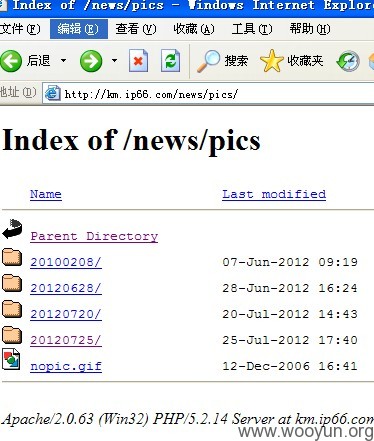 Index of /news/pics - Windows Internet Explore
文件(F) 编辑(E) 查看(V) 收藏(A) 工具(T) 帮助(H)
后退 搜索 收藏夹
地址(D) http://km.ip66.com/news/pics/
Index of /news/pics
Name Last modified
Parent Directory
20100208/ 07-Jun-2012 09:19
20120628/ 28-Jun-2012 16:24
20120720/ 20-Jul-2012 14:43
20120725/ 25-Jul-2012 17:40
nopic.gif 12-Dec-2006 16:41
Apache/2.0.63 (Win32) PHP/5.2.14 Server at km.ip66.com
www.wooyun.org